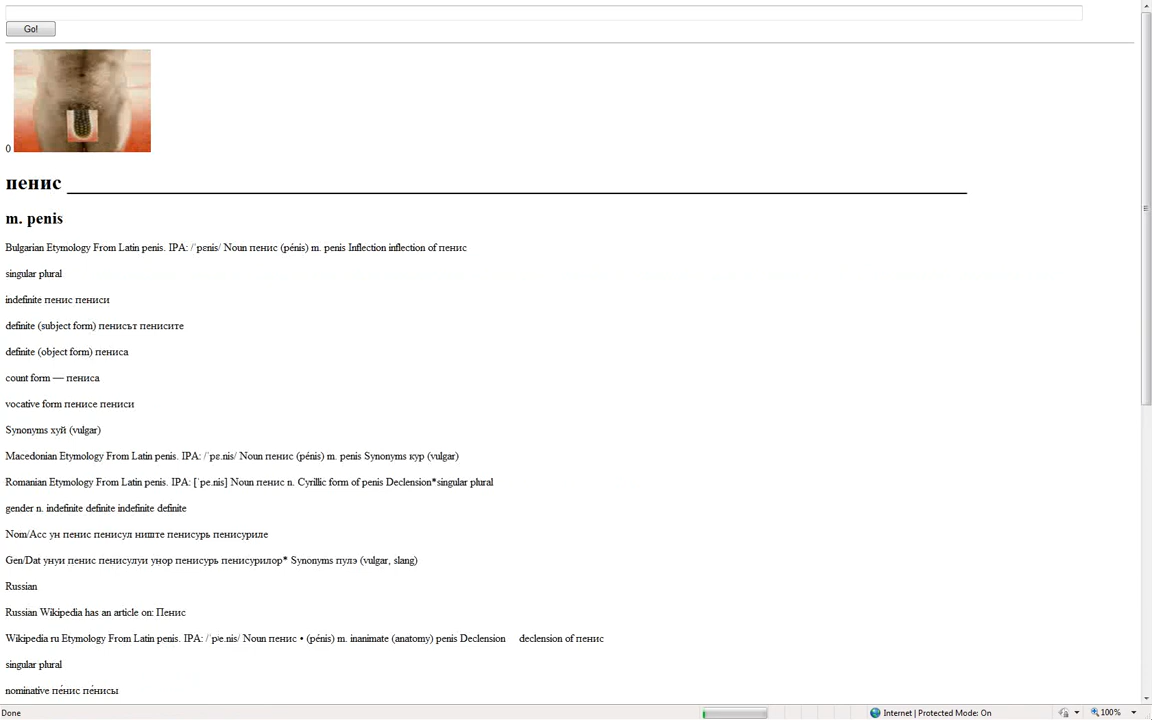 Go!
0
пенис
m. penis
Bulgarian Etymology From Latin penis. IPA: /ˈpɛnis/ Noun пенис (pénis) m. penis Inflection inflection of пенис
singular plural
indefinite пенис пениси
definite (subject form) пенисът пенисите
definite (object form) пениса
count form — пениса
vocative form пенисе пениси
Synonyms хуй (vulgar)
Macedonian Etymology From Latin penis. IPA: /ˈpɛ.nis/ Noun пенис (pénis) m. penis Synonyms кур (vulgar)
Romanian Etymology From Latin penis. IPA: [ˈpe.nis] Noun пенис n. Cyrillic form of penis Declension*singular plural
gender n. indefinite definite indefinite definite
Nom/Acc ун пенис пенисул ниште пенисурь пенисуриле
Gen/Dat унуи пенис пенисулуи унор пенисурь пенисурилор* Synonyms пулэ (vulgar, slang)
Russian
Russian Wikipedia has an article on: Пенис
Wikipedia ru Etymology From Latin penis. IPA: /ˈpʲe.nis/ Noun пенис • (pénis) m. inanimate (anatomy) penis Declension declension of пенис
singular plural
nominative пе́нис пе́нисы
Done
Internet | Protected Mode: On
100%